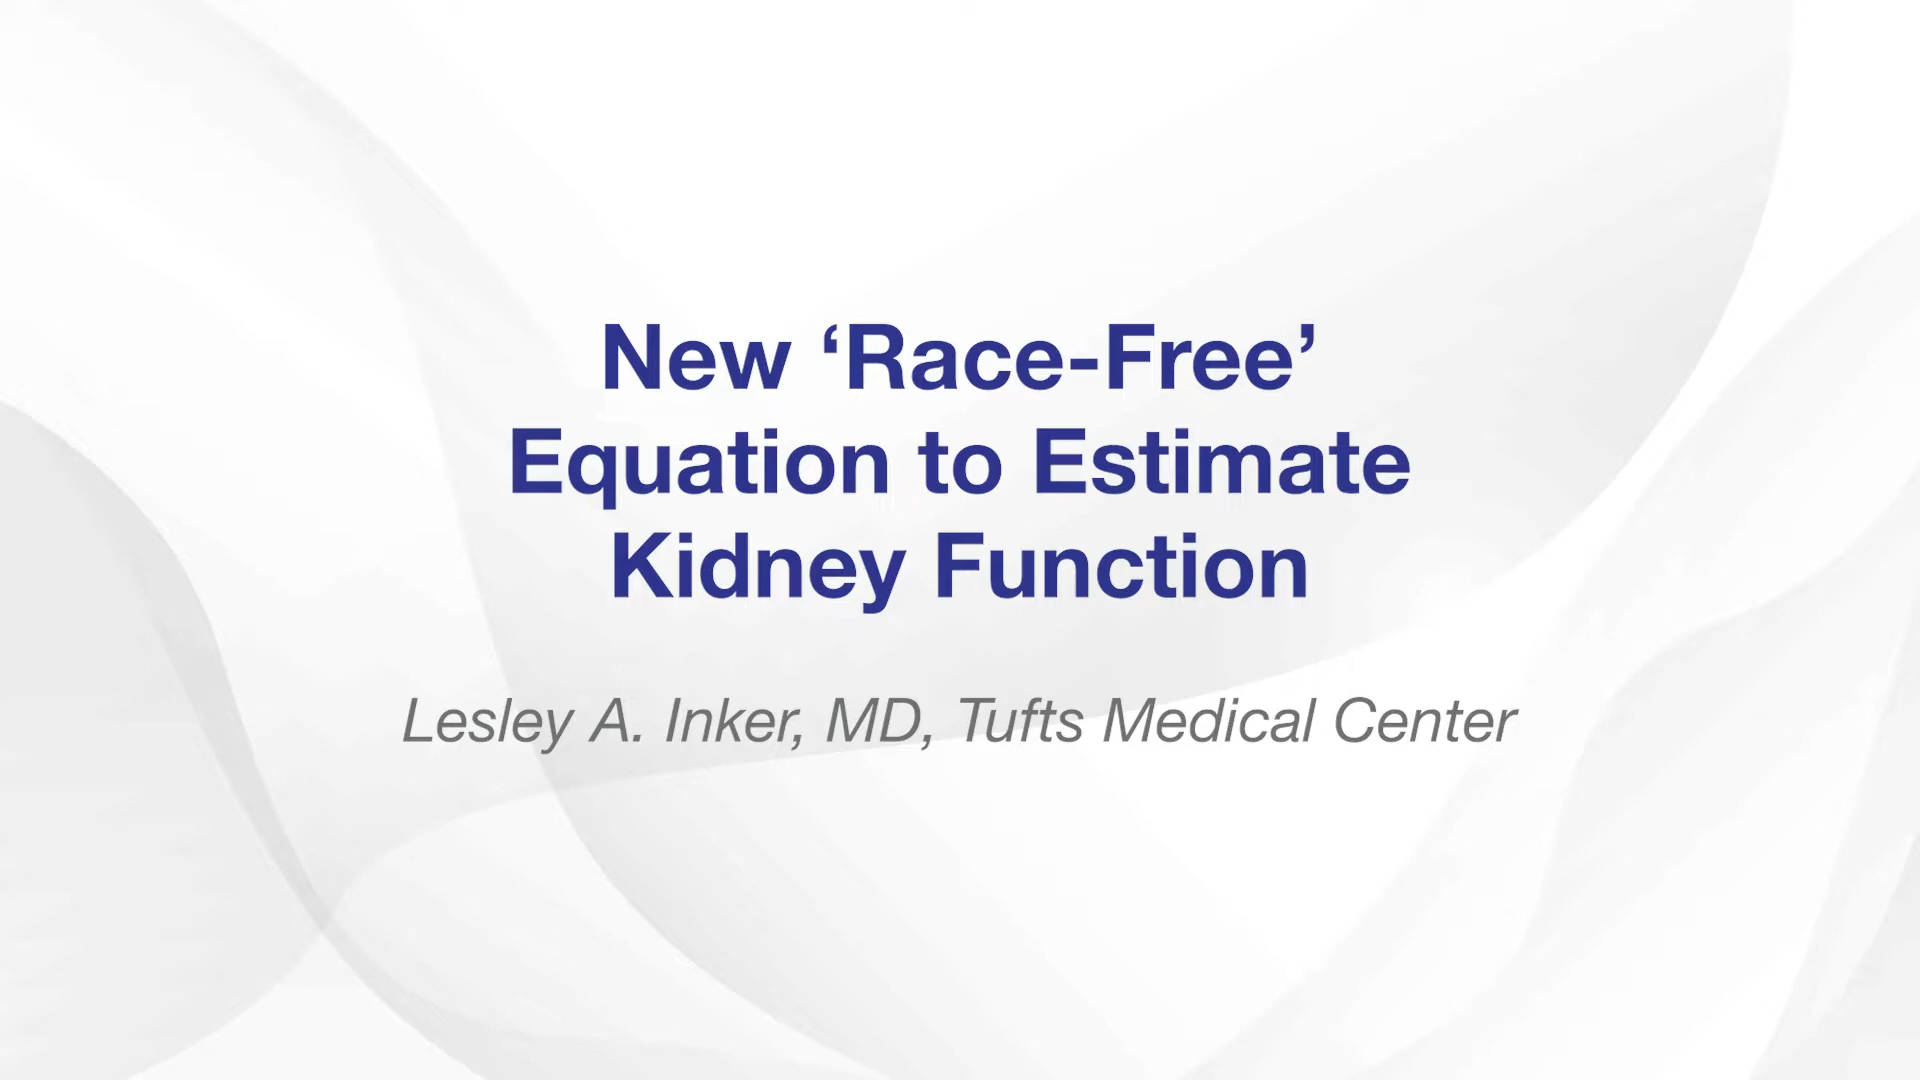 New ‘Race-Free’
Equation to Estimate
Kidney Function
Lesley A. Inker, MD, Tufts Medical Center